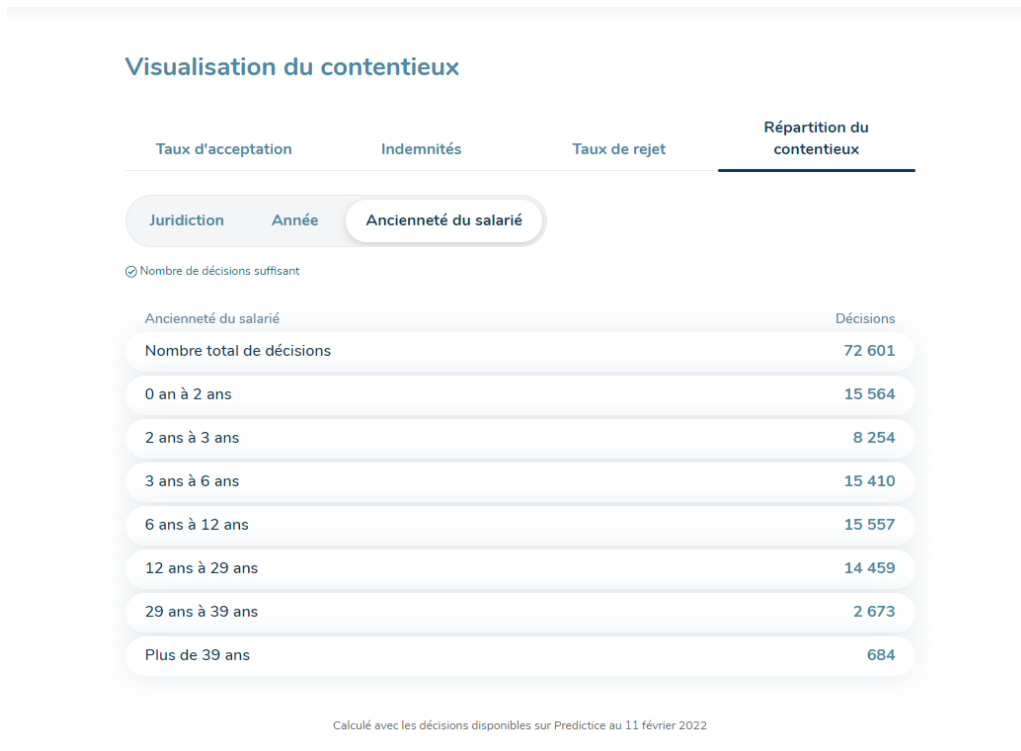 Visualisation du contentieux
Taux d'acceptation
Indemnités
Taux de rejet
Répartition du
contentieux
Juridiction
Année
Ancienneté du salarié
Nombre de décisions suffisant
Ancienneté du salarié Décisions
Nombre total de décisions 72 601
0 an à 2 ans 15 564
2 ans à 3 ans 8 254
3 ans à 6 ans 15 410
6 ans à 12 ans 15 557
12 ans à 29 ans 14 459
29 ans à 39 ans 2 673
Plus de 39 ans 684
Calculé avec les décisions disponibles sur Predictice au 11 février 2022